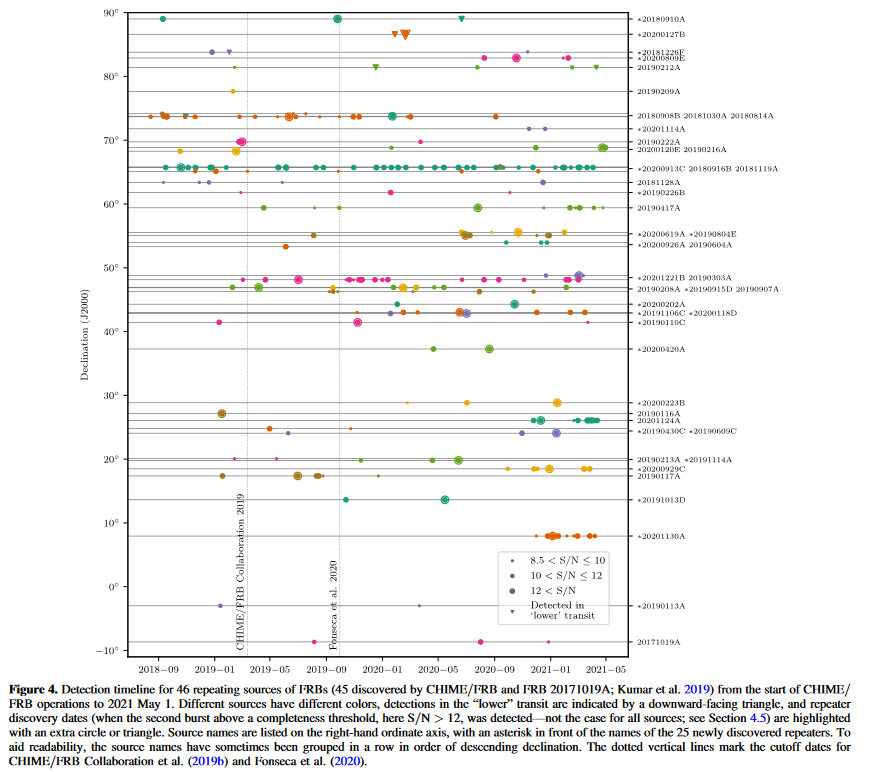 90°
80°
70°
60°
50°
40°
30°
20°
10°
0°
−10°
Declination (J2000)
∗20180910A
∗20200127B
∗20181226F
∗20200809E
20190212A
20190209A
20180908B 20181030A 20180814A
∗20201114A
20190222A
20200120E 20190216A
∗20200913C 20180916B 20181119A
20181128A
∗20190226B
20190417A
∗20200619A ∗20190804E
∗20200926A 20190604A
∗20201221B 20190303A
20190208A ∗20190915D 20190907A
∗20200202A
∗20191106C ∗20200118D
∗20190110C
∗20200420A
∗20200223B
20190116A
20201124A
∗20190430C ∗20190609C
20190213A ∗20191114A
∗20200929C
20190117A
∗20191013D
∗20201130A
∗20190113A
20171019A
CHIME/FRB Collaboration 2019
Fonseca et al. 2020
8.5 < S/N ≤ 10
10 < S/N ≤ 12
12 < S/N
Detected in
'lower' transit
2018−09
2019−01
2019−05
2019−09
2020−01
2020−05
2020−09
2021−01
2021−05
Figure 4. Detection timeline for 46 repeating sources of FRBs (45 discovered by CHIME/FRB and FRB 20171019A; Kumar et al. 2019) from the start of CHIME/
FRB operations to 2021 May 1. Different sources have different colors, detections in the “lower” transit are indicated by a downward-facing triangle, and repeater
discovery dates (when the second burst above a completeness threshold, here S/N > 12, was detected—not the case for all sources; see Section 4.5) are highlighted
with an extra circle or triangle. Source names are listed on the right-hand ordinate axis, with an asterisk in front of the names of the 25 newly discovered repeaters. To
aid readability, the source names have sometimes been grouped in a row in order of descending declination. The dotted vertical lines mark the cutoff dates for
CHIME/FRB Collaboration et al. (2019b) and Fonseca et al. (2020).